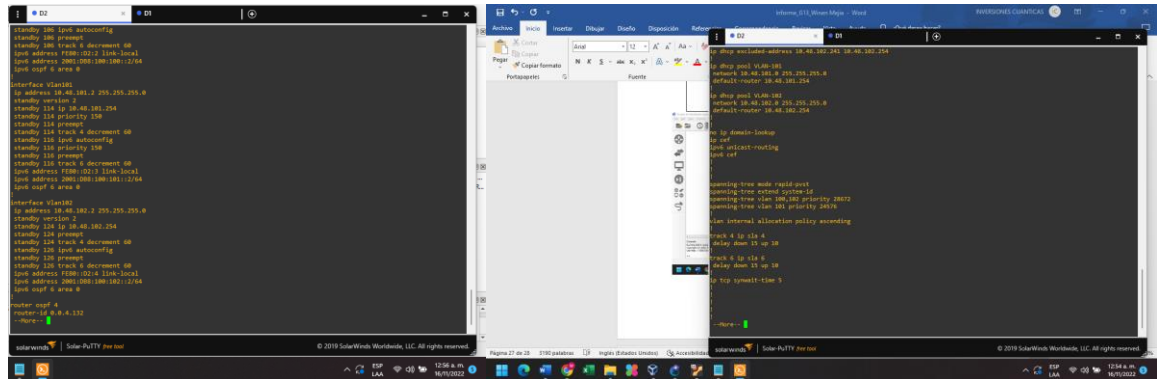 D2
D1
standby 106 ip autoconfig
standby 106 preempt
standby 106 track 6 decrement 60
ipv6 address FE80::D2:2 link-local
ipv6 address 2001:DB8:100:100::2/64
ipv6 ospf 6 area 0
!
interface Vlan101
ip address 10.48.101.2 255.255.255.0
standby version 2
standby 114 ip 10.48.101.254
standby 114 priority 150
standby 114 preempt
standby 114 track 4 decrement 60
standby 116 ipv6 autoconfig
standby 116 priority 150
standby 116 preempt
standby 116 track 6 decrement 60
ipv6 address FE80::D2:3 link-local
ipv6 address 2001:DB8:100:101::2/64
ipv6 ospf 6 area 0
!
interface Vlan102
ip address 10.48.102.2 255.255.255.0
standby version 2
standby 124 ip 10.48.102.254
standby 124 preempt
standby 124 track 4 decrement 60
standby 126 ipv6 autoconfig
standby 126 preempt
standby 126 track 6 decrement 60
ipv6 address FE80::D2:4 link-local
ipv6 address 2001:DB8:100:102::2/64
ipv6 ospf 6 area 0
!
router ospf 4
router-id 0.0.4.132
--More--
solarwinds | Solar-PuTTY free tool
© 2019 SolarWinds Worldwide, LLC. All rights reserved.
ESP
LAA
12:56 a. m.
16/11/2022
Informe_613_Wisen Mejia - Word
INVERSIONES CUANTICAS
Archivo Inicio Insertar Dibujar Diseño Disposición
Pegar
Cortar
Copiar
Copiar formato
Portapapeles
Arial
12
N K S
Fuente
D2
D1
ip dhcp excluded-address 10.48.102.241 10.48.102.254
!
ip dhcp pool VLAN-101
network 10.48.101.0 255.255.255.0
default-router 10.48.101.254
!
ip dhcp pool VLAN-102
network 10.48.102.0 255.255.255.0
default-router 10.48.102.254
!
no ip domain-lookup
ip cef
ipv6 unicast-routing
ipv6 cef
!
spanning-tree mode rapid-pvst
spanning-tree extend system-id
spanning-tree vlan 100,102 priority 28672
spanning-tree vlan 101 priority 24576
!
vlan internal allocation policy ascending
!
track 4 ip sla 4
delay down 15 up 10
!
track 6 ip sla 6
delay down 15 up 10
!
ip tcp synwait-time 5
!
--More--
solarwinds | Solar-PuTTY free tool
© 2019 SolarWinds Worldwide, LLC. All rights reserved.
Página 27 de 28 3180 palabras Inglés (Estados Unidos)
ESP
LAA
12:54 a. m.
16/11/2022